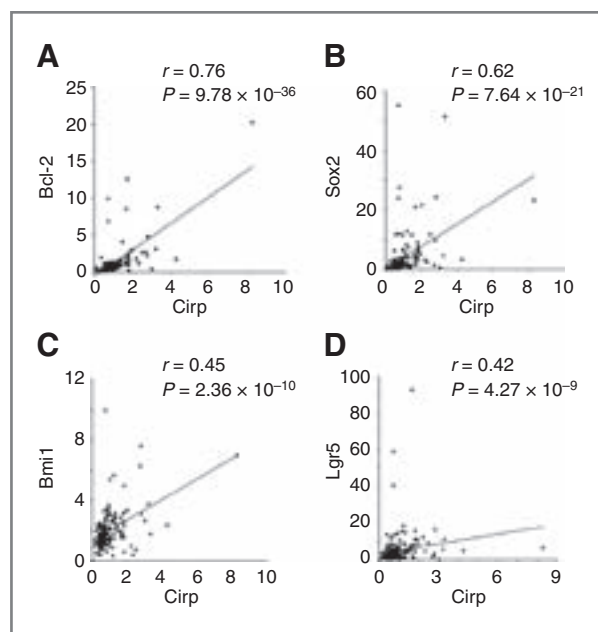 A
r = 0.76
P = 9.78 × 10⁻³⁶
25
20
15
10
5
0
Bcl-2
0 2 4 6 8 10
Cirp
B
r = 0.62
P = 7.64 × 10⁻²¹
60
40
20
0
Sox2
0 2 4 6 8 10
Cirp
C
r = 0.45
P = 2.36 × 10⁻¹⁰
12
8
4
0
Bmi1
0 2 4 6 8 10
Cirp
D
r = 0.42
P = 4.27 × 10⁻⁹
100
80
60
40
20
0
Lgr5
0 3 6 9
Cirp